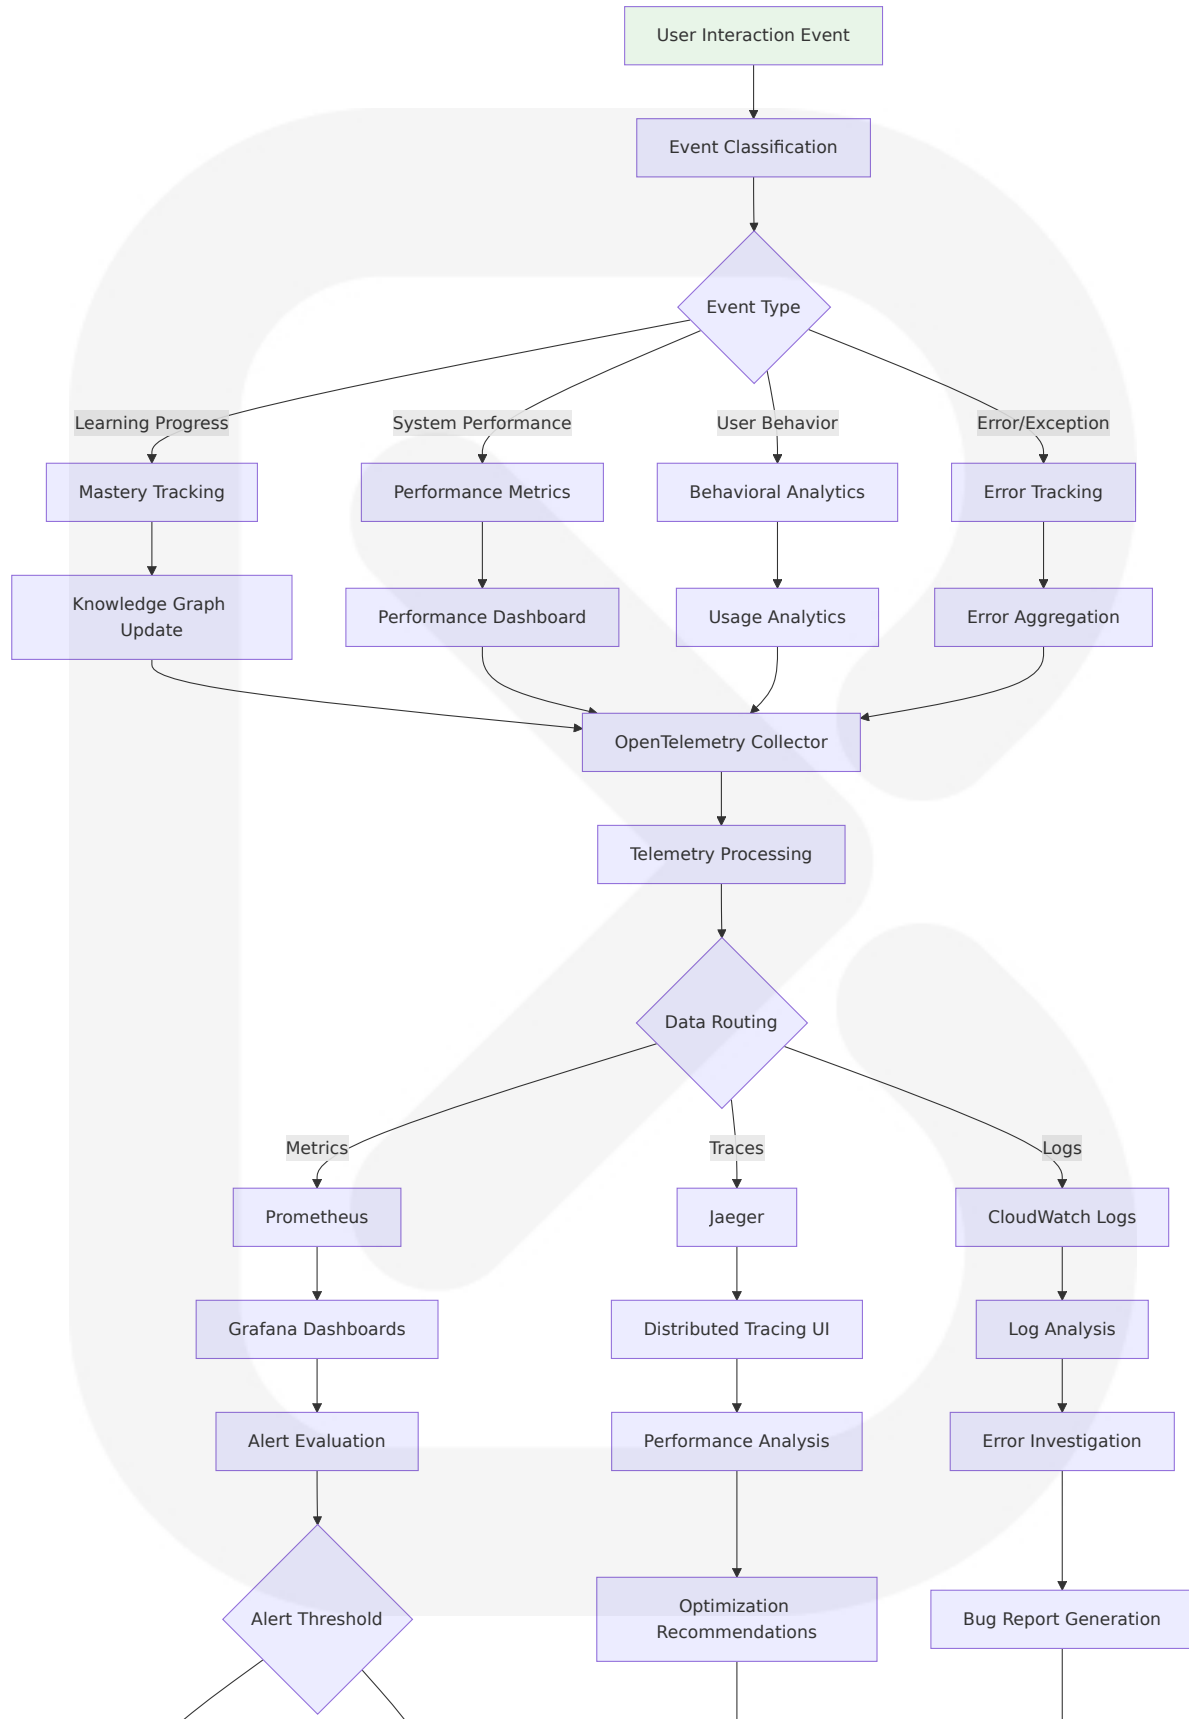 User Interaction Event
Event Classification
Event Type
Learning Progress
System Performance
User Behavior
Error/Exception
Mastery Tracking
Performance Metrics
Behavioral Analytics
Error Tracking
Knowledge Graph
Update
Performance Dashboard
Usage Analytics
Error Aggregation
OpenTelemetry Collector
Telemetry Processing
Data Routing
Metrics
Traces
Logs
Prometheus
Jaeger
CloudWatch Logs
Grafana Dashboards
Distributed Tracing UI
Log Analysis
Alert Evaluation
Performance Analysis
Error Investigation
Alert Threshold
Optimization
Recommendations
Bug Report Generation